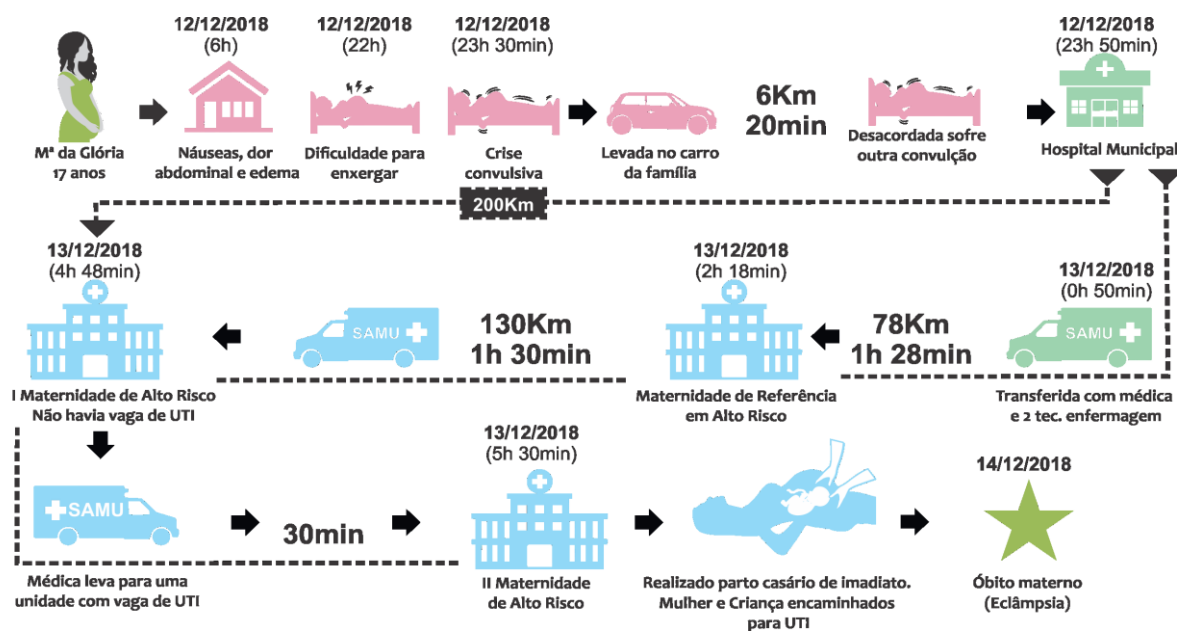 12/12/2018
(6h)
12/12/2018
(22h)
12/12/2018
(23h 30min)
12/12/2018
(23h 50min)
Mª da Glória
17 anos
Náuseas, dor
abdominal e edema
Dificuldade para
enxergar
Crise
convulsiva
Levada no carro
da família
6Km
20min
Desacordada sofre
outra convulção
Hospital Municipal
200Km
13/12/2018
(4h 48min)
13/12/2018
(2h 18min)
13/12/2018
(0h 50min)
SAMU
130Km
1h 30min
78Km
1h 28min
SAMU
I Maternidade de Alto Risco
Não havia vaga de UTI
Maternidade de Referência
em Alto Risco
Transferida com médica
e 2 tec. enfermagem
13/12/2018
(5h 30min)
14/12/2018
SAMU
30min
Médica leva para uma
unidade com vaga de UTI
II Maternidade
de Alto Risco
Realizado parto casário de imadiato.
Mulher e Criança encaminhados
para UTI
Óbito materno
(Eclâmpsia)